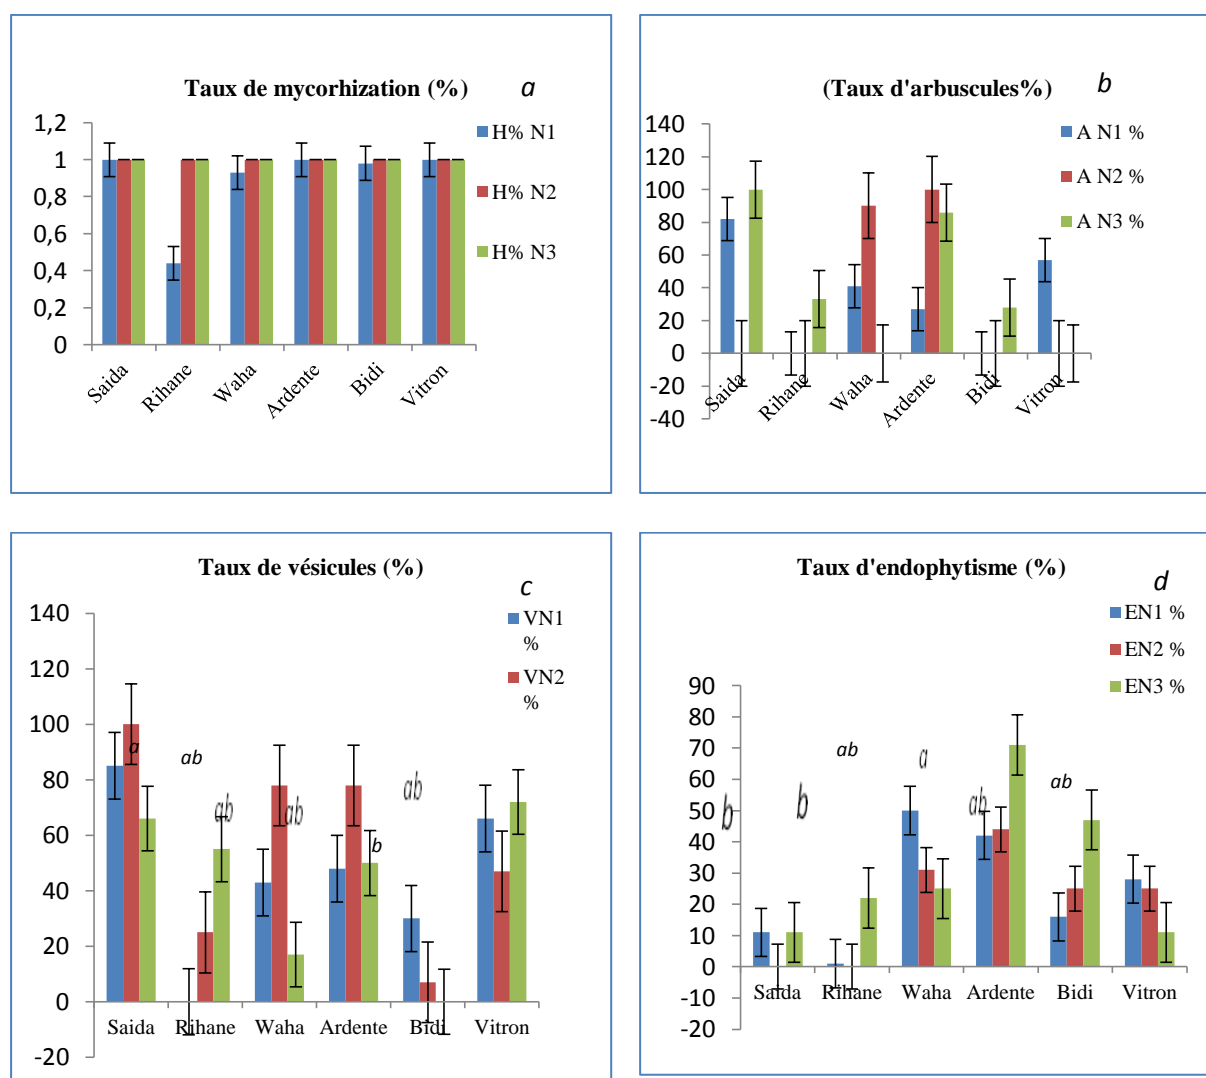 Taux de mycorhization (%)
a
1,2
1
0,8
0,6
0,4
0,2
0
H% N1
H% N2
H% N3
Saida
Rihane
Waha
Ardente
Bidi
Vitron
(Taux d'arbuscules%)
b
140
120
100
80
60
40
20
0
-20
-40
A N1 %
A N2 %
A N3 %
Saida
Rihane
Waha
Ardente
Bidi
Vitron
Taux de vésicules (%)
c
140
120
100
80
60
40
20
0
-20
VN1
%
VN2
%
a
ab
ab
ab
b
ab
Saida Rihane Waha Ardente Bidi Vitron
Taux d'endophytisme (%)
d
EN1 %
EN2 %
EN3 %
90
80
70
60
50
40
30
20
10
0
-10
-20
b
b
ab
a
ab
ab
Saida Rihane Waha Ardente Bidi Vitron